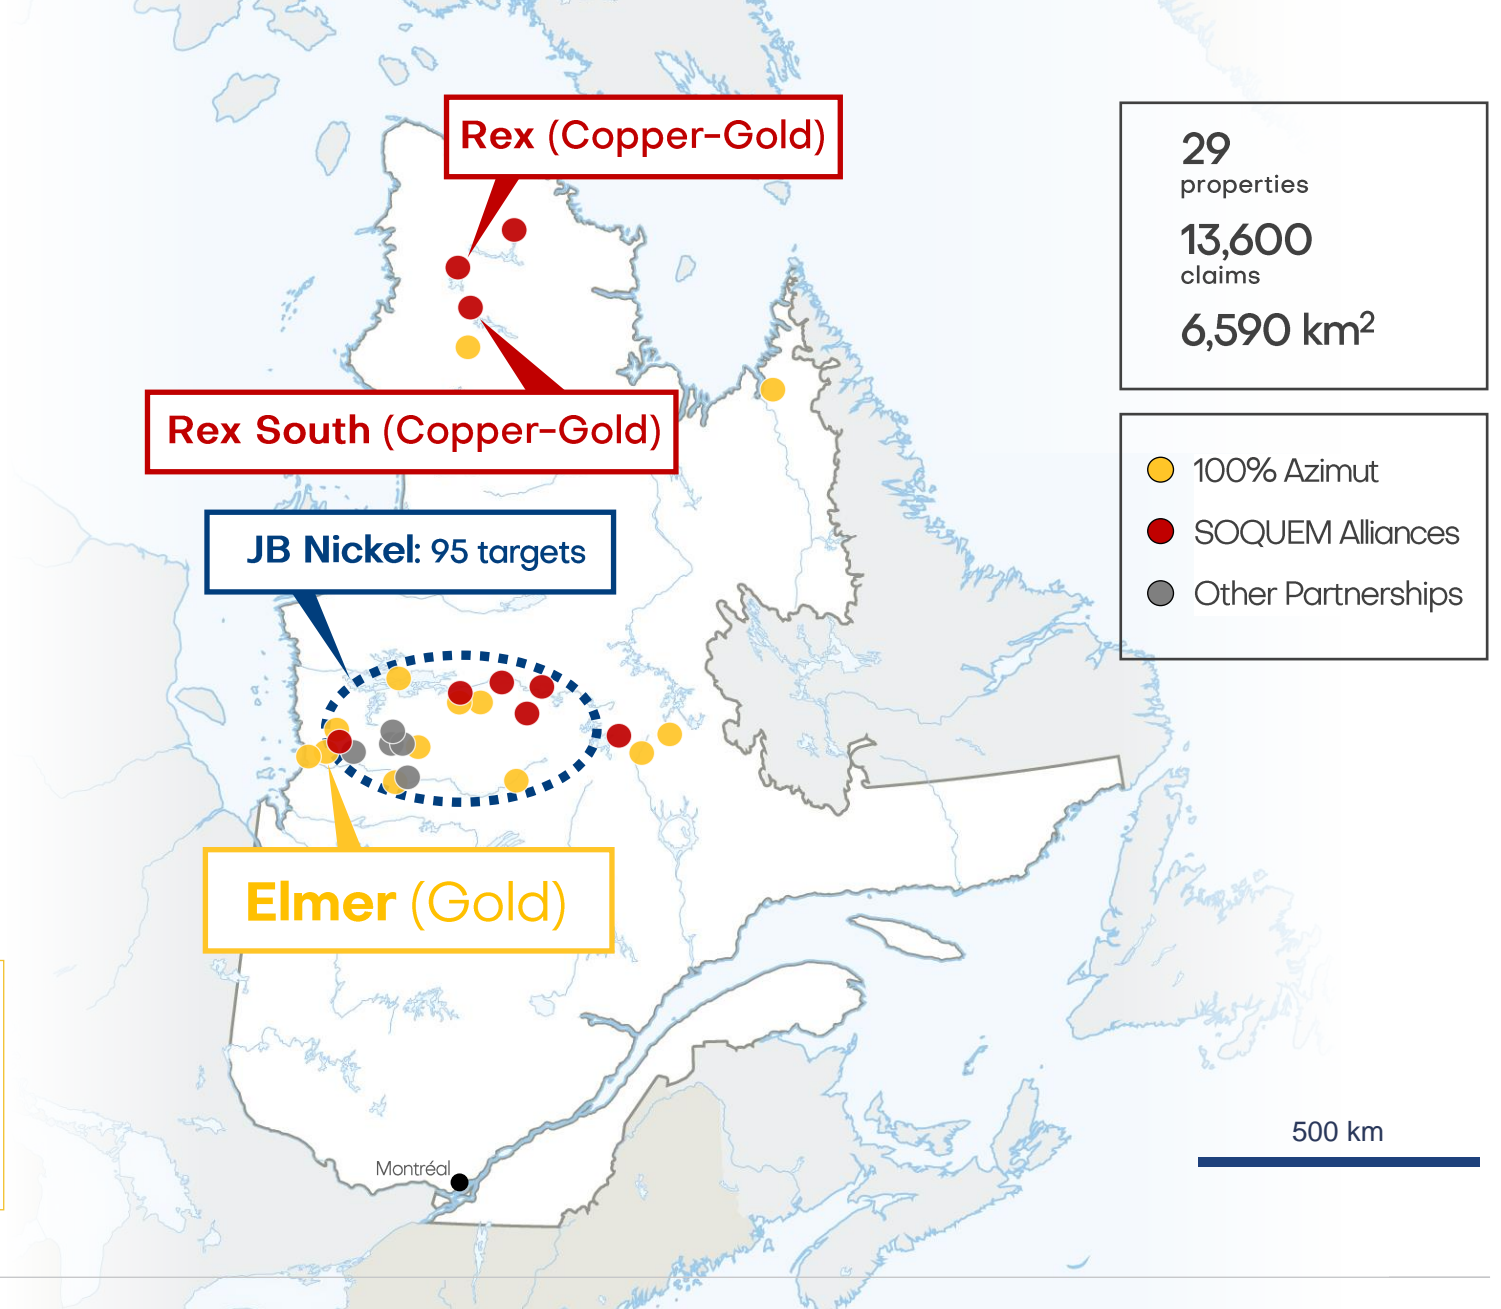 Rex (Copper-Gold)
29
properties
13,600
claims
6,590 km²
Rex South (Copper-Gold)
100% Azimut
SOQUEM Alliances
Other Partnerships
JB Nickel: 95 targets
Elmer (Gold)
500 km
Montréal